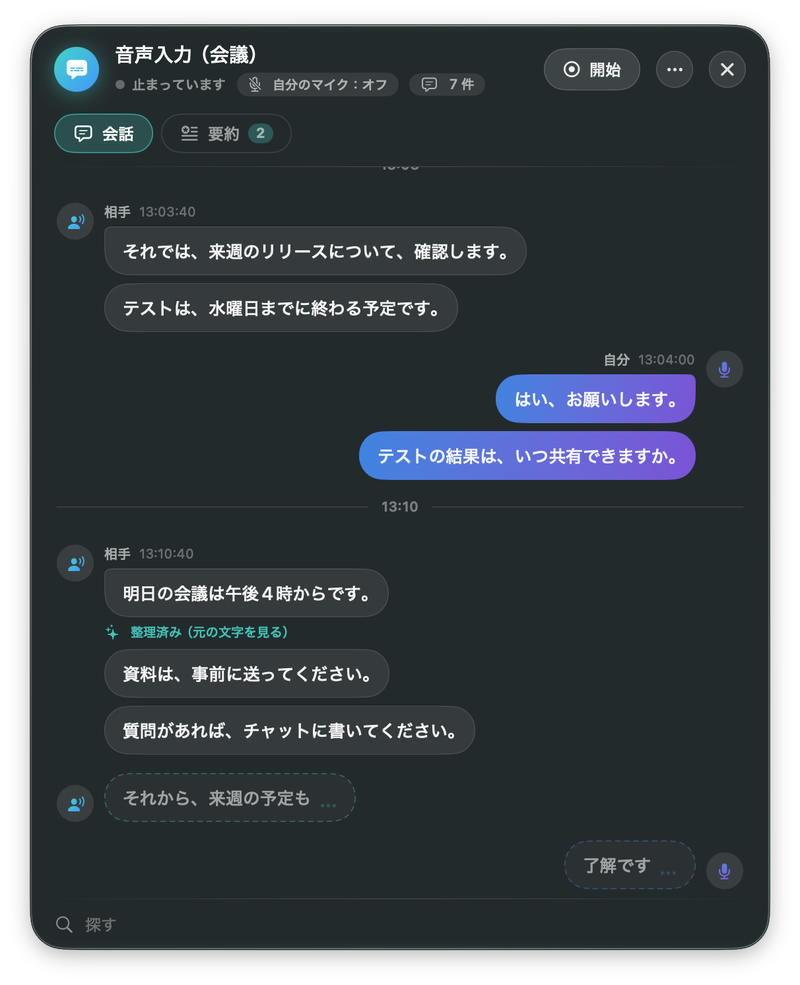 音声入力（会議）
止まっています 自分のマイク：オフ 7 件
開始
会話 要約 2
相手 13:03:40
それでは、来週のリリースについて、確認します。
テストは、水曜日までに終わる予定です。
自分 13:04:00
はい、お願いします。
テストの結果は、いつ共有できますか。
13:10
相手 13:10:40
明日の会議は午後４時からです。
整理済み（元の文字を見る）
資料は、事前に送ってください。
質問があれば、チャットに書いてください。
それから、来週の予定も ...
了解です ...
探す